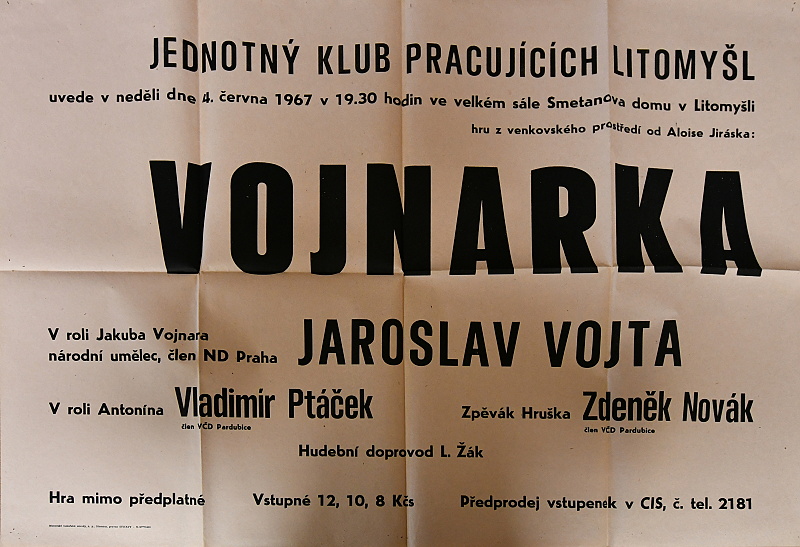 JEDNOTNÝ KLUB PRACUJÍCÍCH LITOMYŠL
uvede v neděli dne 4. června 1967 v 19.30 hodin ve velkém sále Smetanova domu v Litomyšli
hru z venkovského prostředí od Aloise Jiráska:
VOJNARKA
V roli Jakuba Vojnara
národní umělec, člen ND Praha JAROSLAV VOJTA
V roli Antonína Vladimír Ptáček Zpěvák Hruška Zdeněk Novák
člen VČD Pardubice člen VČD Pardubice
Hudební doprovod L. Žák
Hra mimo předplatné Vstupné 12, 10, 8 Kčs Předprodej vstupenek v CIS, č. tel. 2181